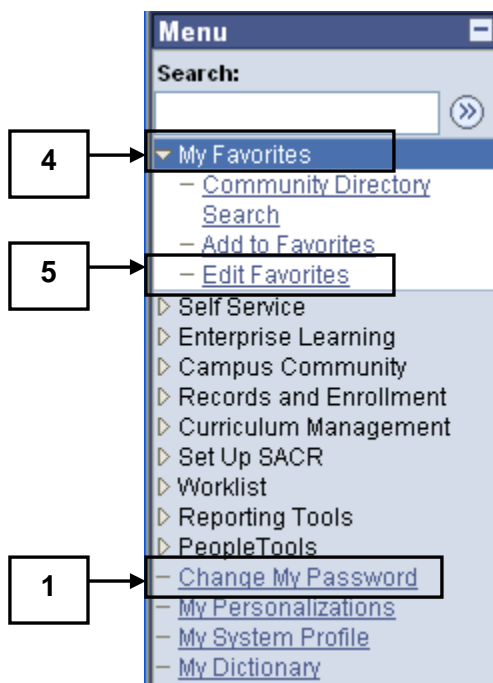 Menu
Search:
4
My Favorites
Community Directory
Search
Add to Favorites
5
Edit Favorites
Self Service
Enterprise Learning
Campus Community
Records and Enrollment
Curriculum Management
Set Up SACR
Worklist
Reporting Tools
PeopleTools
1
Change My Password
My Personalizations
My System Profile
My Dictionary